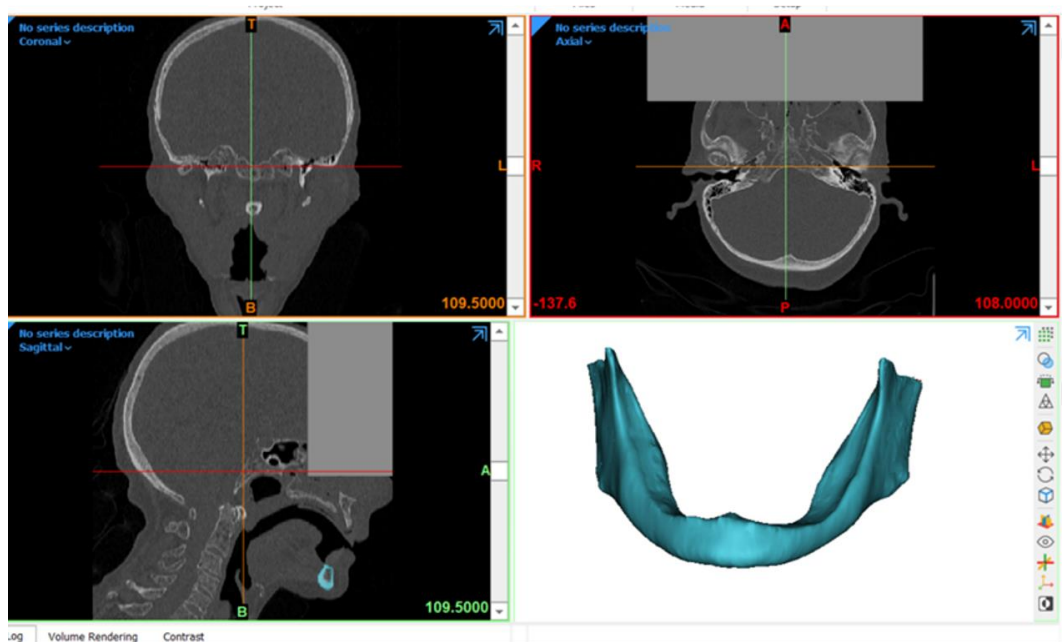 No series description
Coronal
T
L
B
109.5000
No series description
Axial
A
R
L
-137.6
P
108.0000
No series description
Sagittal
T
A
B
109.5000
Volume Rendering
Contrast